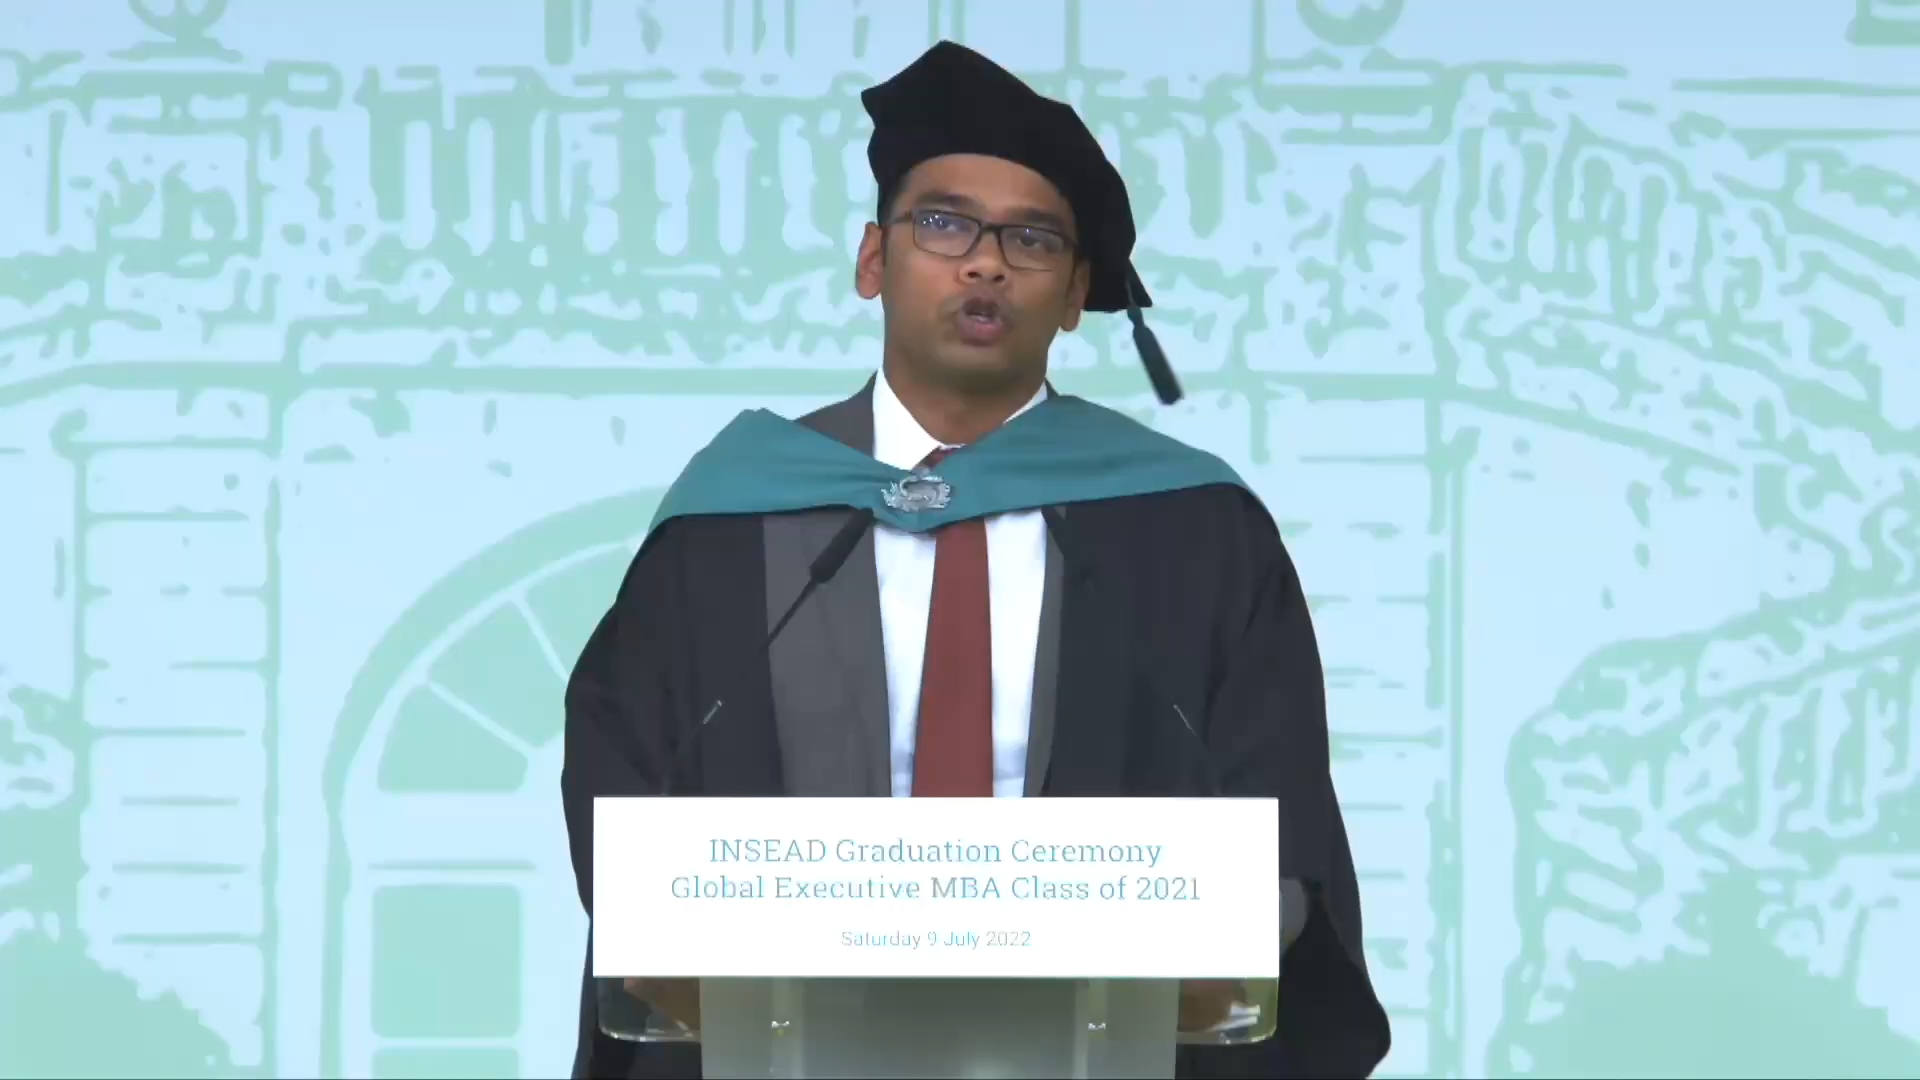 INSEAD Graduation Ceremony
Global Executive MBA Class of 2021
Saturday 9 July 2022